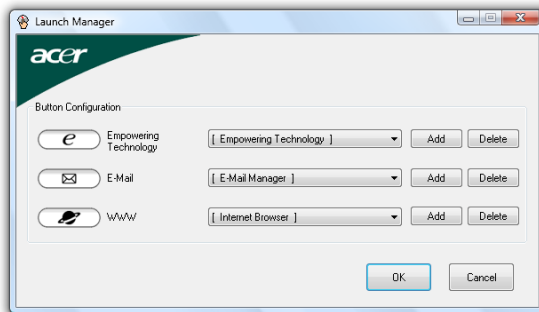 Launch Manager
acer
Button Configuration
e Empowering Technology [ Empowering Technology ] Add Delete
E-Mail [ E-Mail Manager ] Add Delete
WWW [ Internet Browser ] Add Delete
OK Cancel